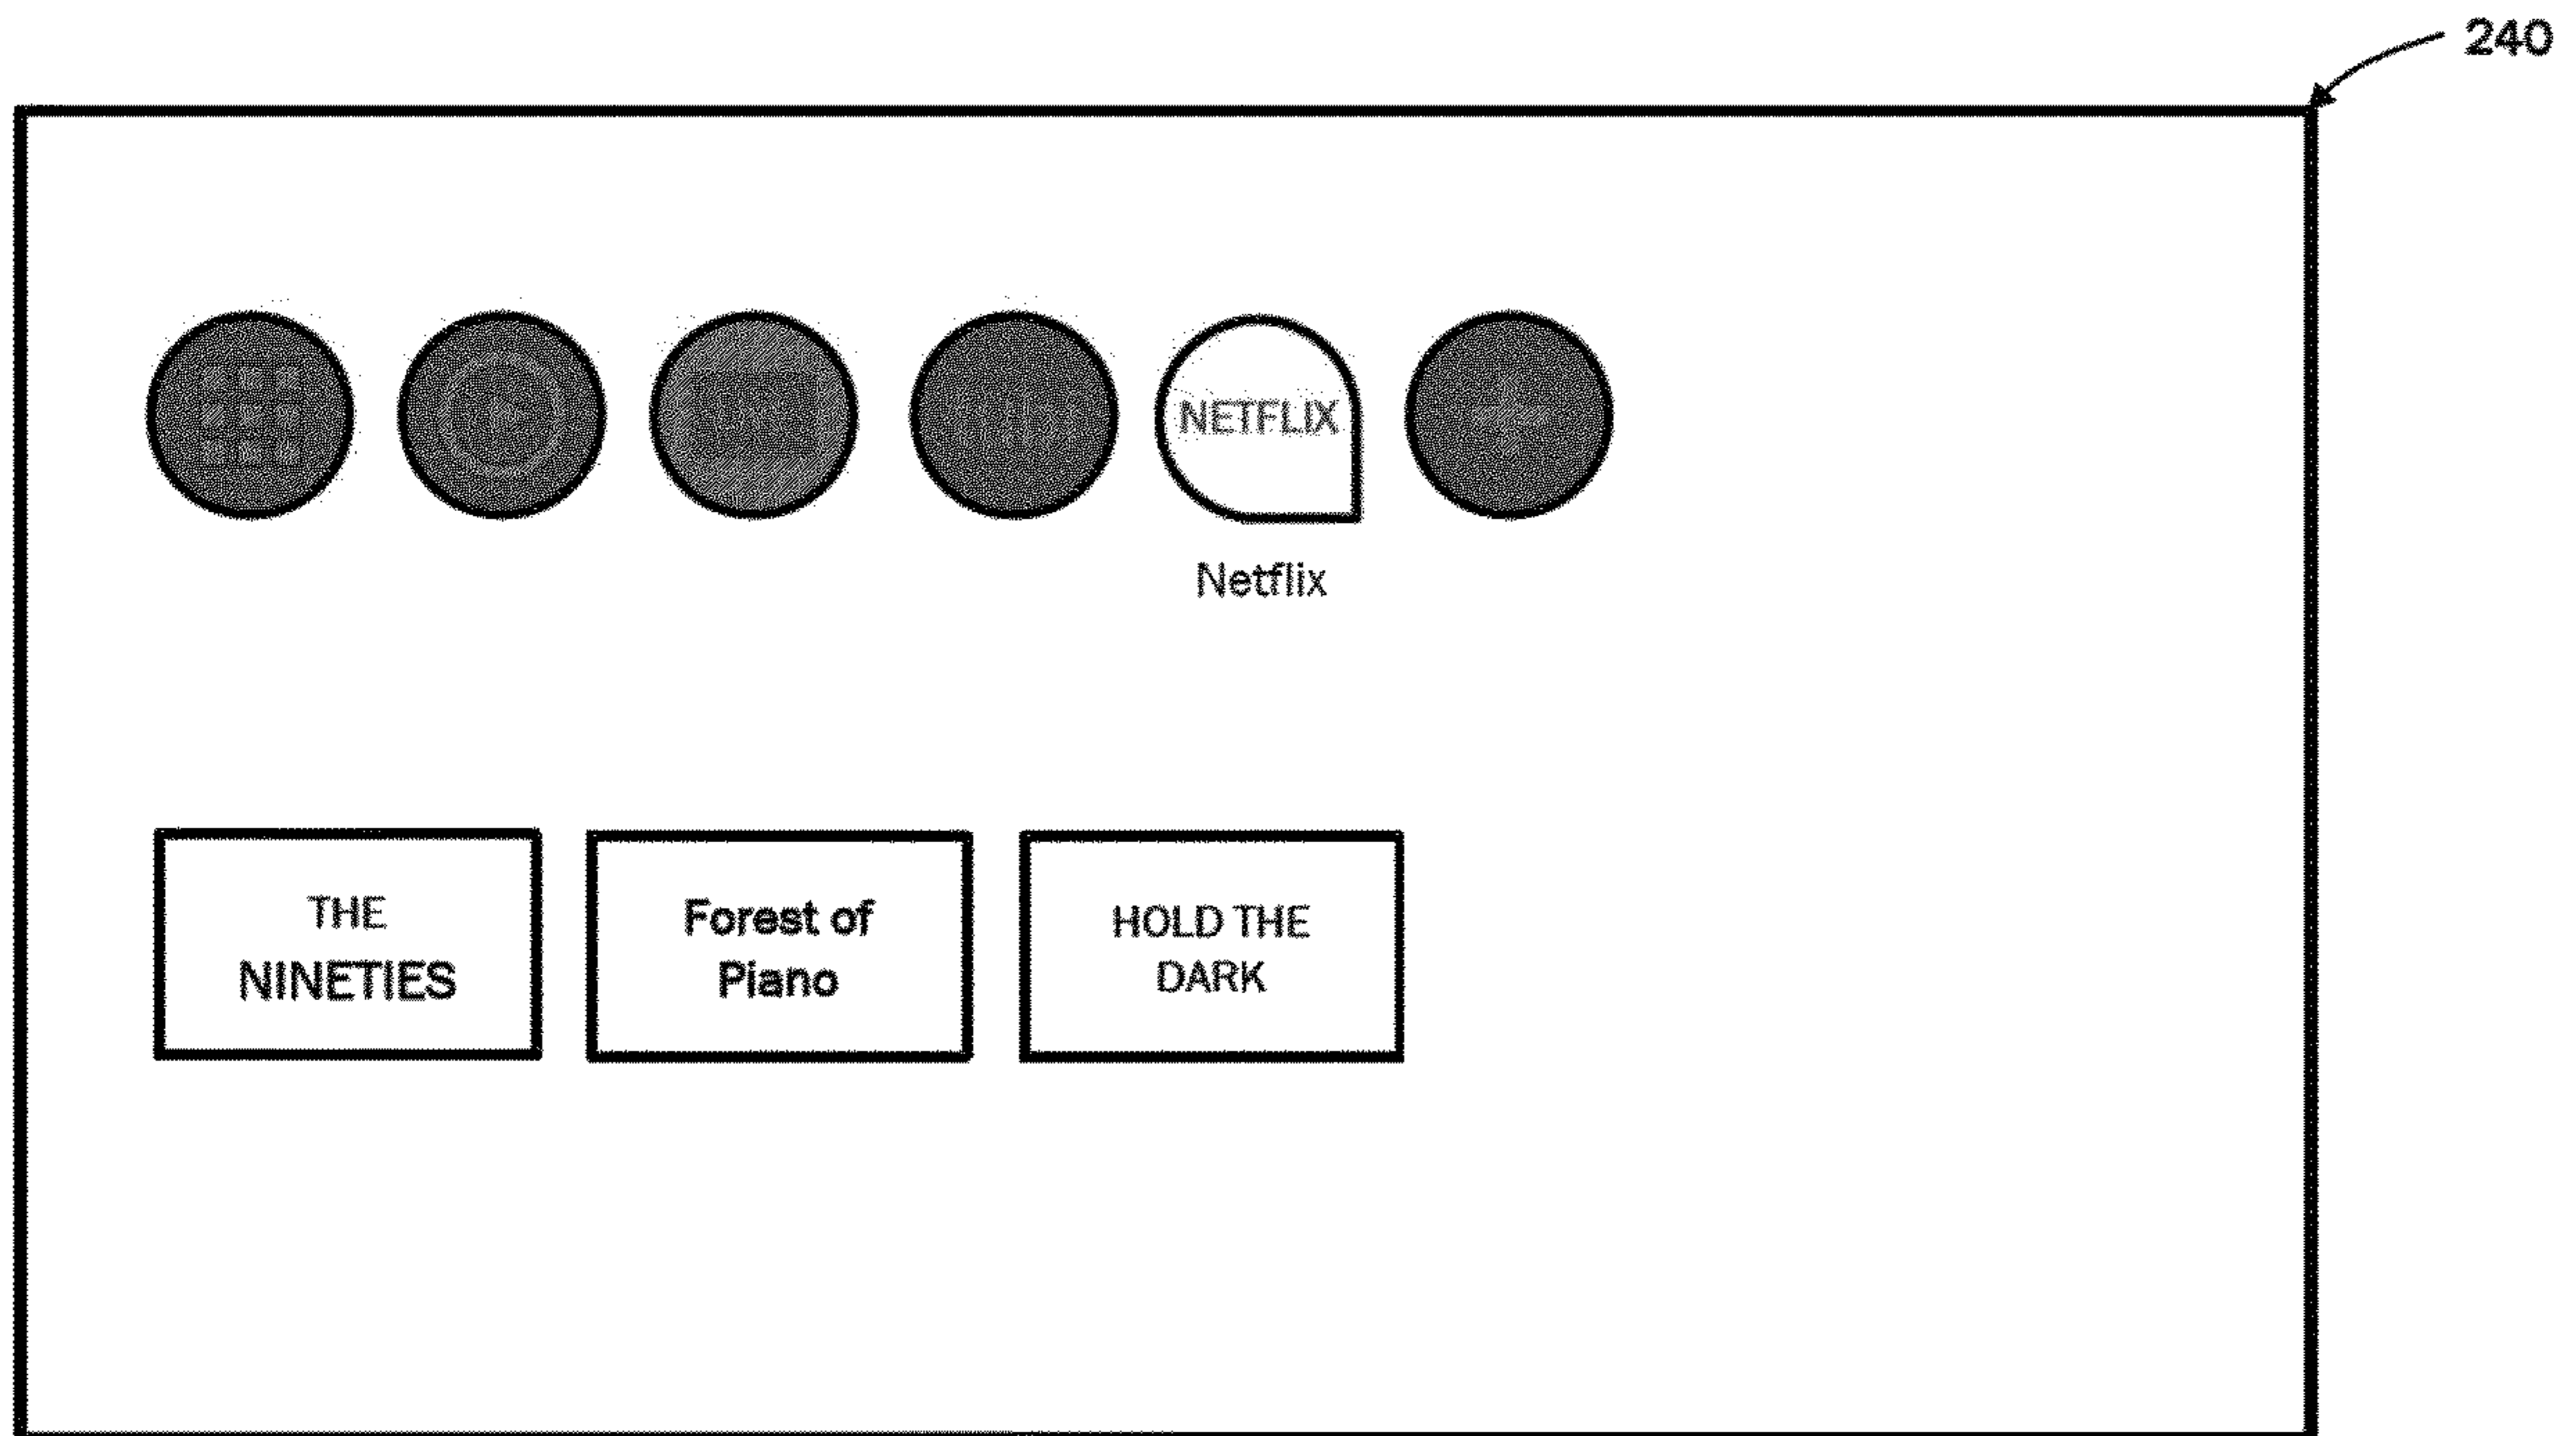 240
NETFLIX
Netflix
THE
NINETIES
Forest of
Piano
HOLD THE
DARK